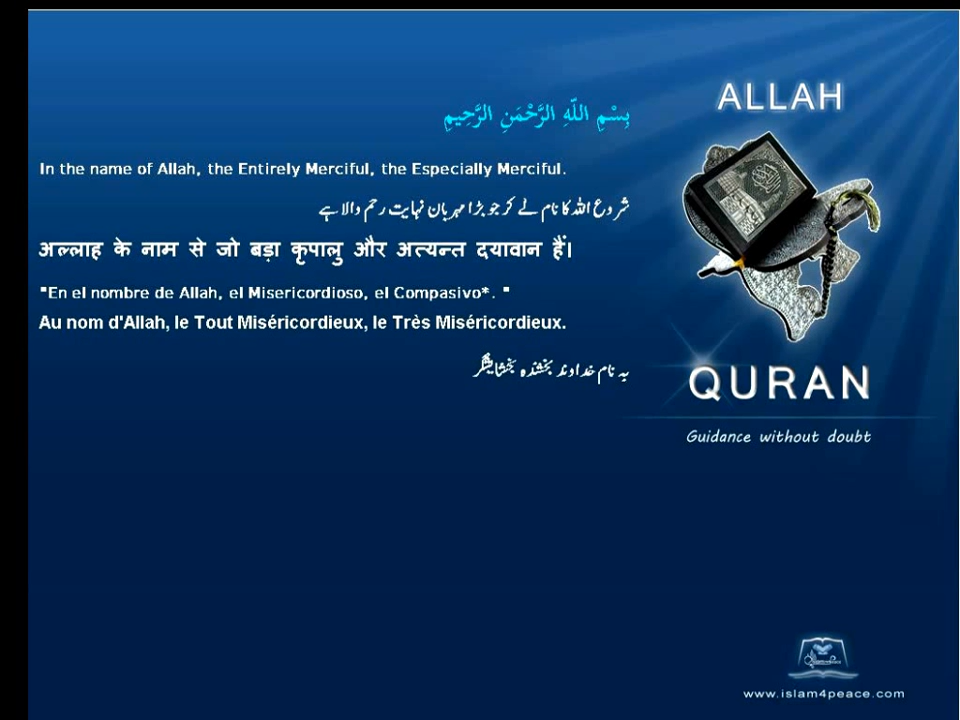 بِسْمِ اللّهِ الرَّحْمَنِ الرَّحِيمِ
In the name of Allah, the Entirely Merciful, the Especially Merciful.
شروع الله کا نام لے کر جو بڑا مہربان نہایت رحم والا ہے
अल्लाह के नाम से जो बड़ा कृपालु और अत्यन्त दयावान हैं।
"En el nombre de Allah, el Misericordioso, el Compasivo*. "
Au nom d'Allah, le Tout Miséricordieux, le Très Miséricordieux.
به نام خداوند بخشنده بخشایشگر
ALLAH
QURAN
Guidance without doubt
www.islam4peace.com